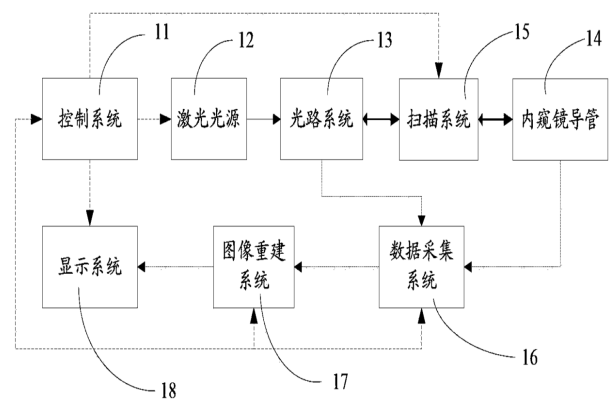 11
12
13
15
14
控制系统
激光光源
光路系统
扫描系统
内窥镜导管
显示系统
图像重建
系统
数据采集
系统
18
17
16